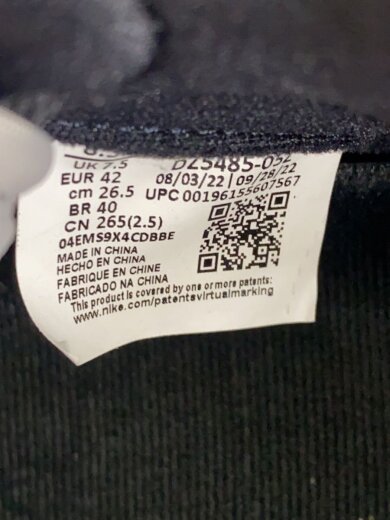 UK 7.5
EUR 42
cm 26.5
BR 40
CN 265(2.5)
04EMS9X4CDBBE
DZ5485-052
08/03/22 | 09/28/22
UPC 00196155607567
MADE IN CHINA
HECHO EN CHINA
FABRIQUE EN CHINE
FABRICADO NA CHINA
This product is covered by one or more patents:
www.nike.com/patentsvirtualmarking